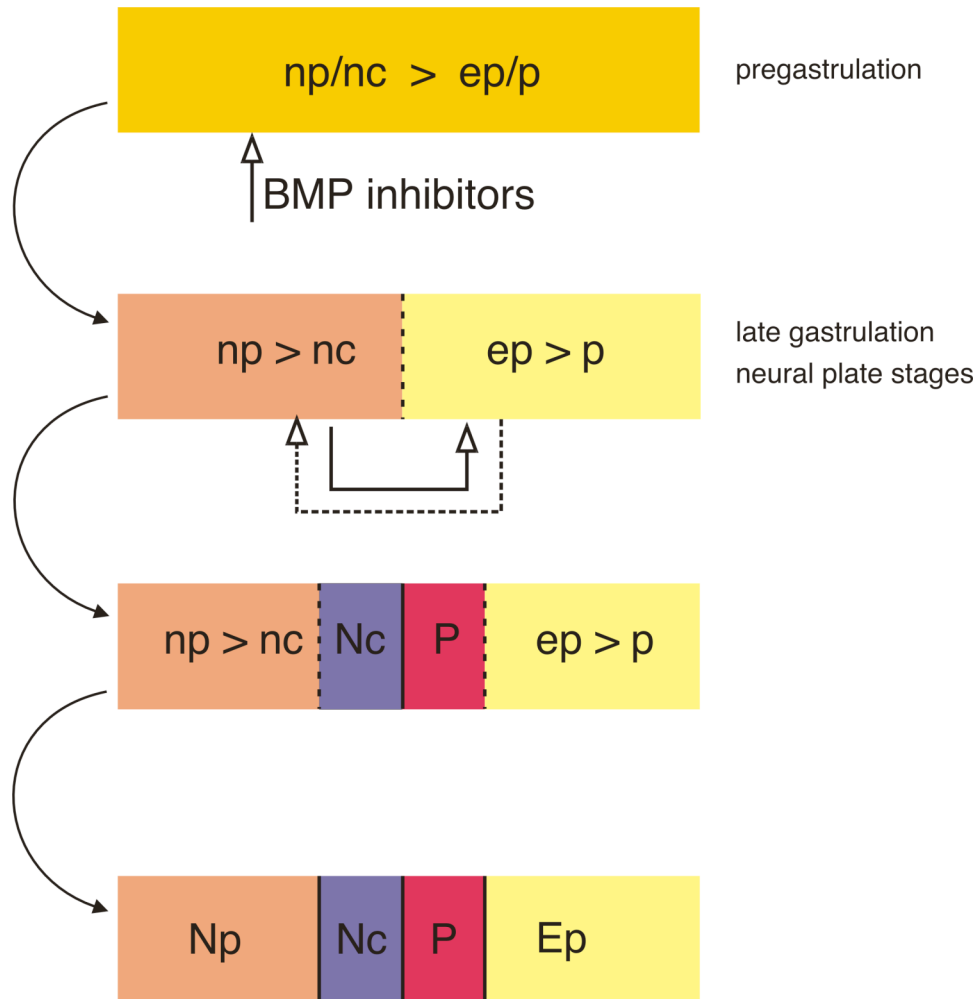 np/nc > ep/p
pregastrulation
BMP inhibitors
np > nc
ep > p
late gastrulation
neural plate stages
np > nc
Nc
P
ep > p
Np
Nc
P
Ep